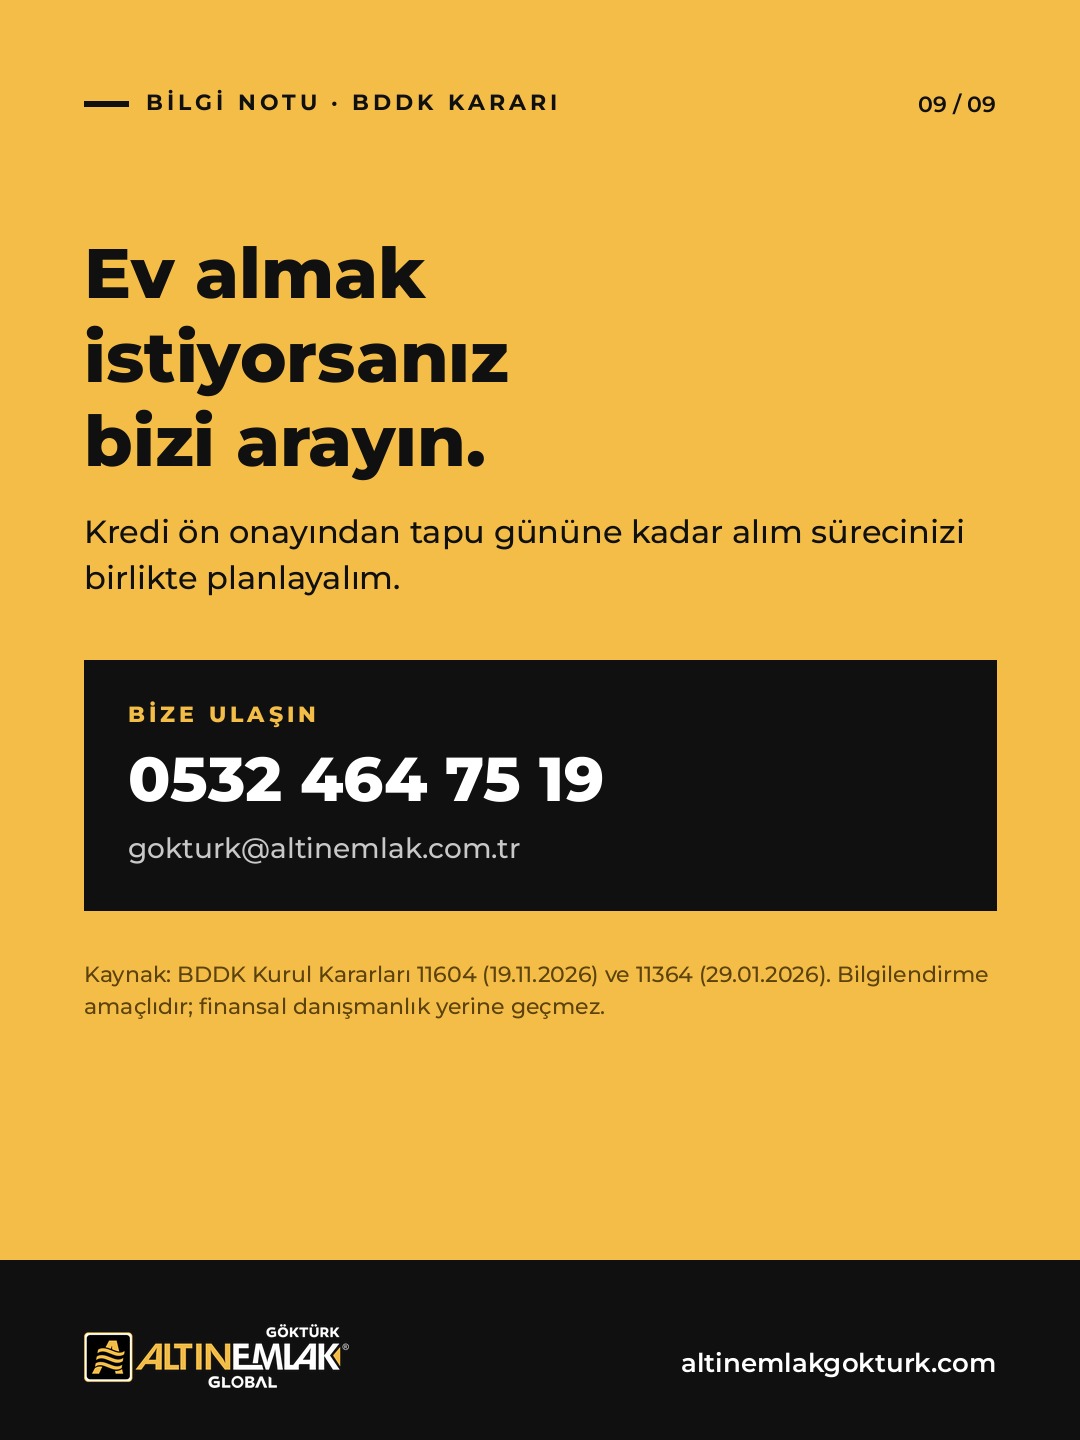 BİLGİ NOTU · BDDK KARARI
09 / 09
Ev almak
istiyorsanız
bizi arayın.
Kredi ön onayından tapu gününe kadar alım sürecinizi
birlikte planlayalım.
BİZE ULAŞIN
0532 464 75 19
gokturk@altinemlak.com.tr
Kaynak: BDDK Kurul Kararları 11604 (19.11.2026) ve 11364 (29.01.2026). Bilgilendirme
amaçlıdır; finansal danışmanlık yerine geçmez.
GÖKTÜRK
ALTINEMLAK®
GLOBAL
altinemlakgokturk.com